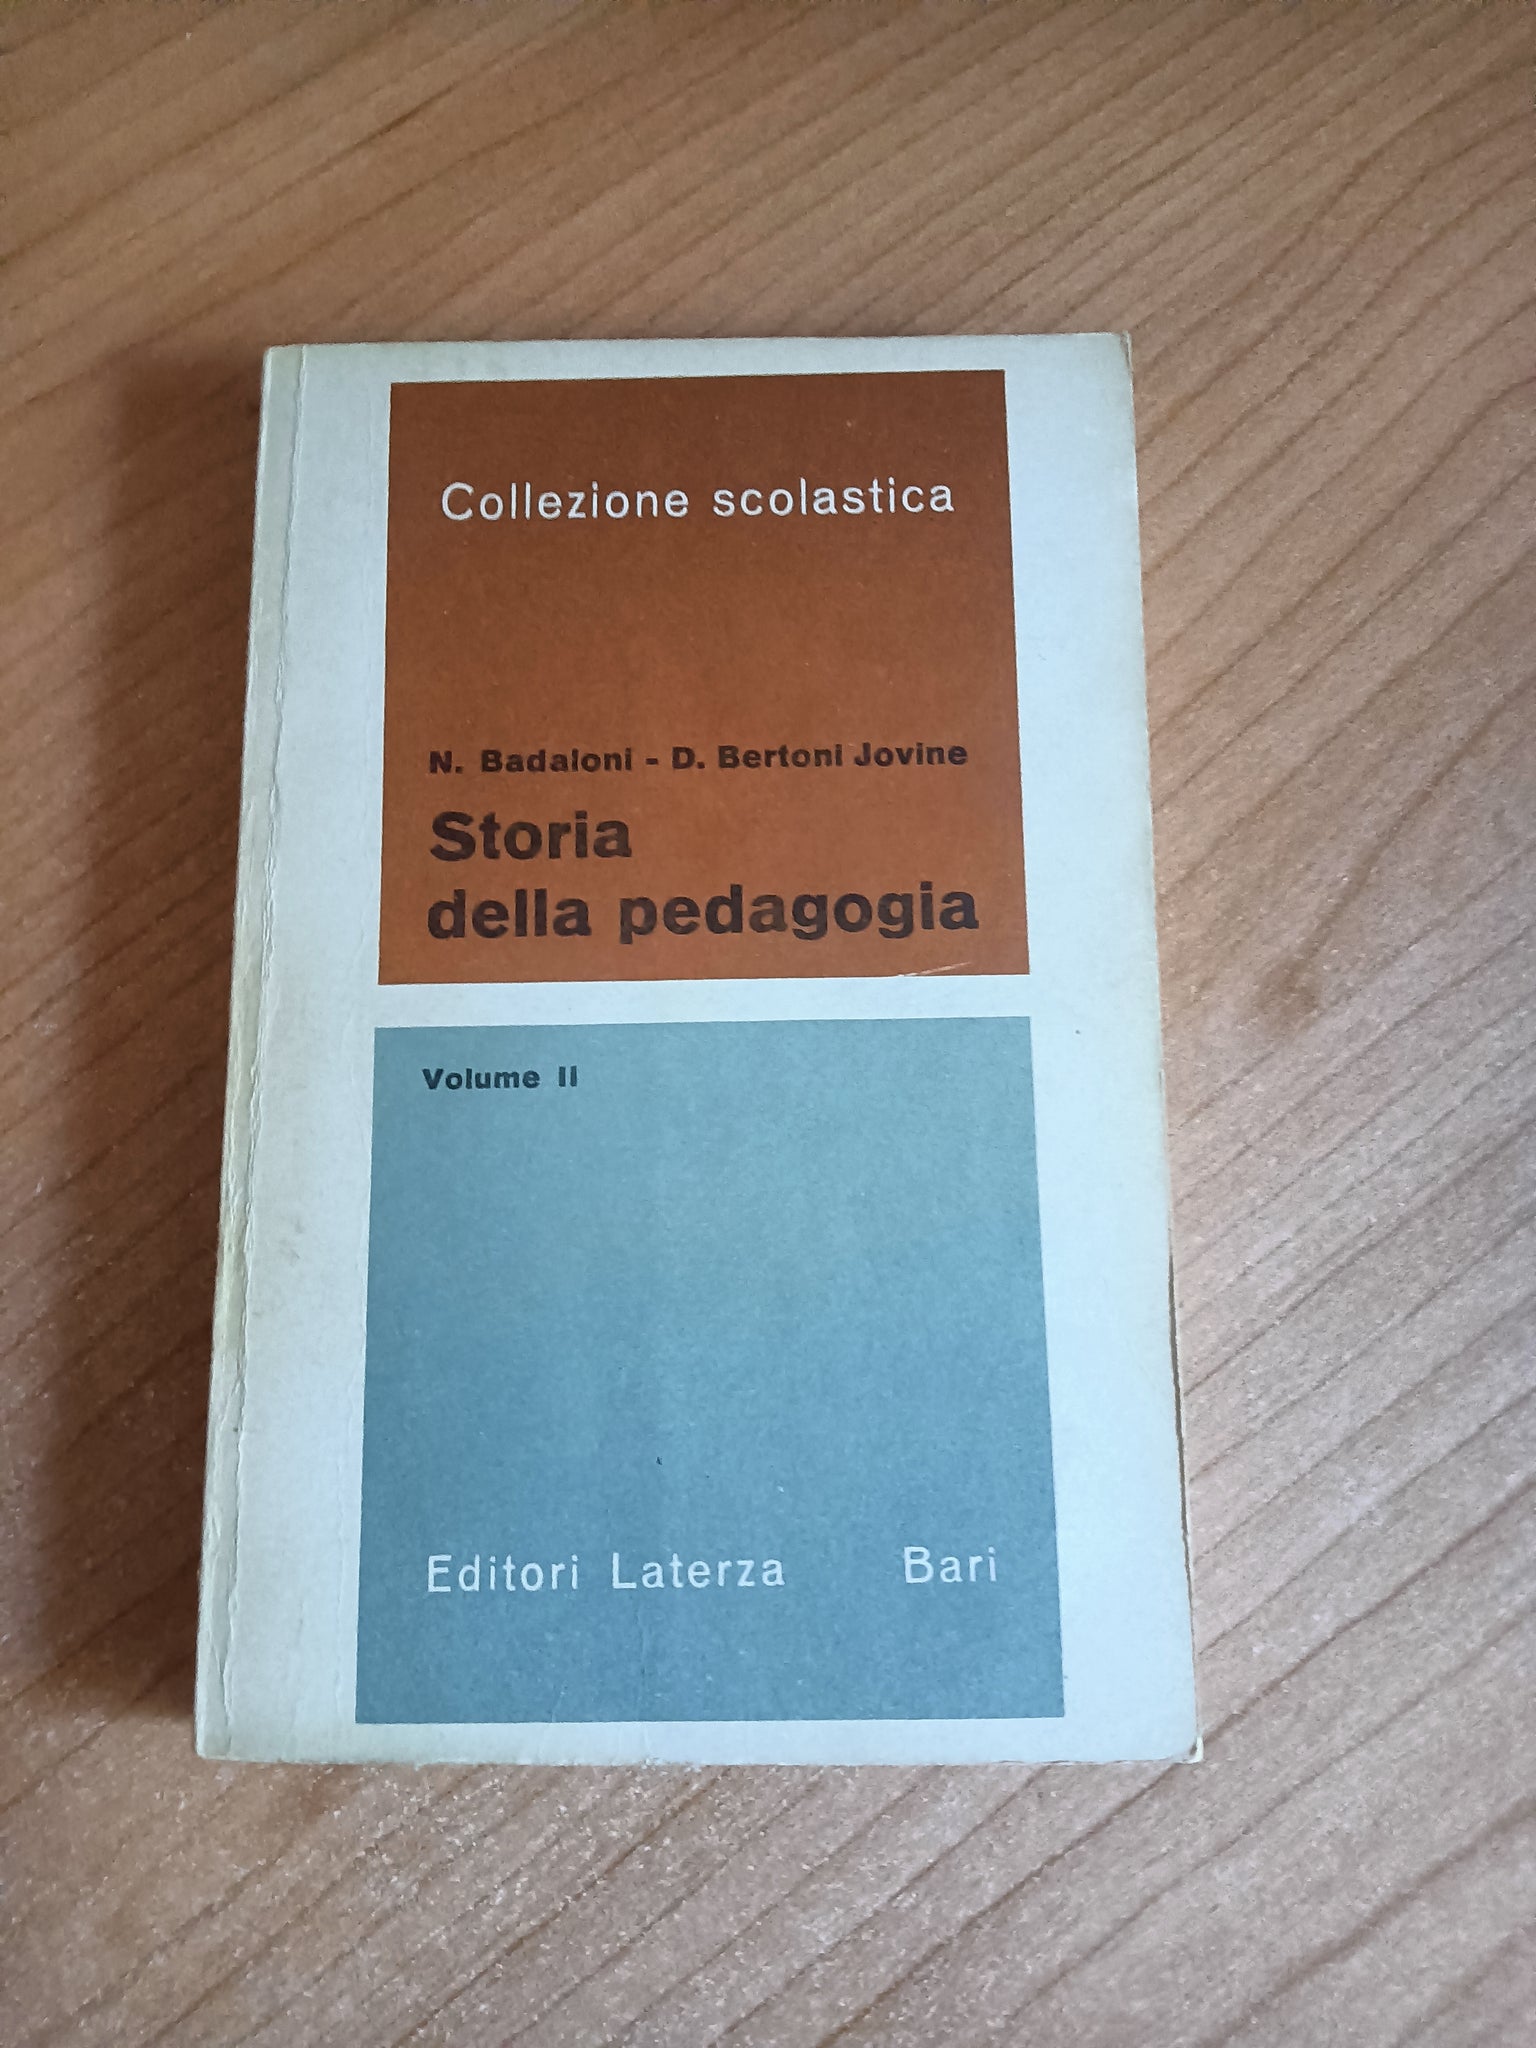 Collezione scolastica
N. Badaloni - D. Bertoni Jovine
Storia
della pedagogia
Volume II
Editori Laterza Bari